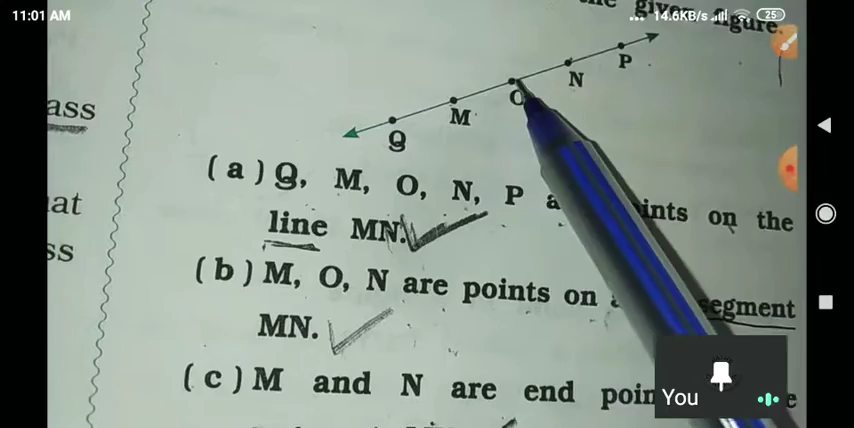 11:01 AM
... 14.6KB/s 25
given figure.
P
N
O
M
Q
ass
at
ss
(a) Q, M, O, N, P a ints on the
line MN.
(b) M, O, N are points on a segment
MN.
(c) M and N are end poin e
You